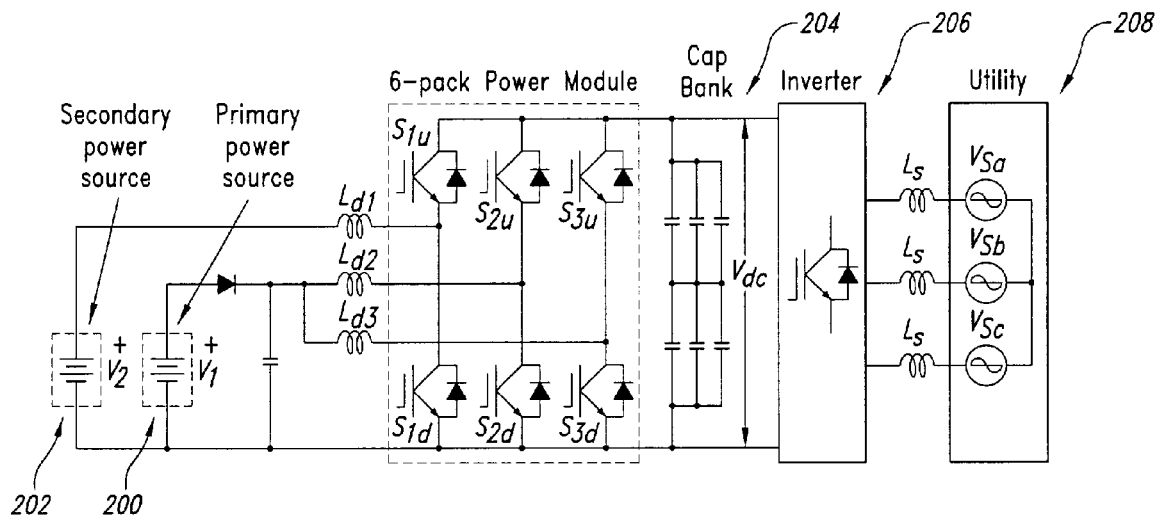 204
206
208
Cap
Bank
Inverter
Utility
6-pack Power Module
Secondary
power
source
Primary
power
source
S1u
S2u
S3u
Ld1
Ld2
Ld3
Vdc
Ls
VSa
Ls
VSb
Ls
VSc
+
V2
+
V1
S1d
S2d
S3d
202
200